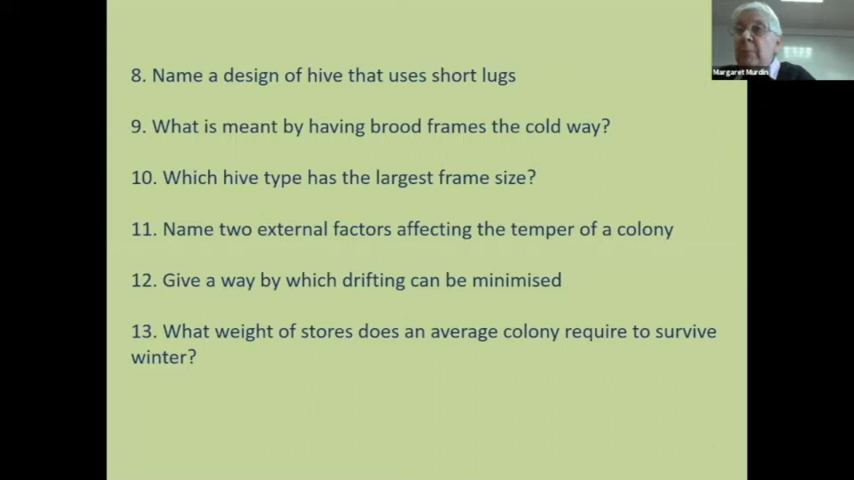 8. Name a design of hive that uses short lugs
9. What is meant by having brood frames the cold way?
10. Which hive type has the largest frame size?
11. Name two external factors affecting the temper of a colony
12. Give a way by which drifting can be minimised
13. What weight of stores does an average colony require to survive
winter?
Margaret Murdin